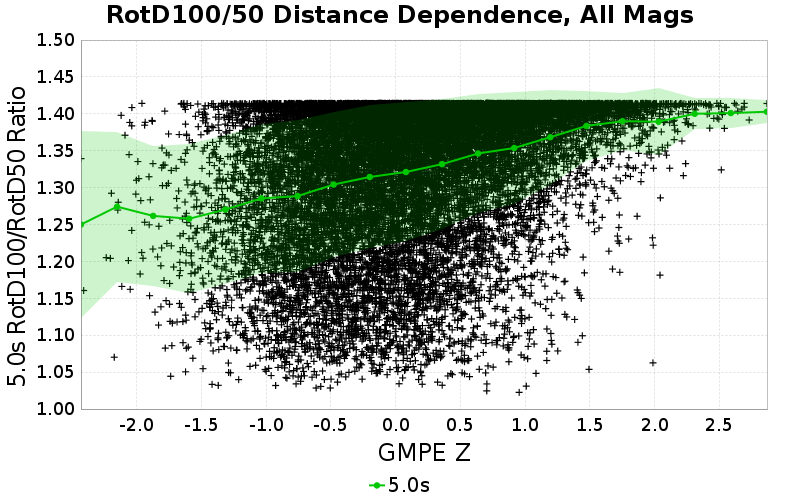 RotD100/50 Distance Dependence, All Mags
5.0s RotD100/RotD50 Ratio
1.50
1.45
1.40
1.35
1.30
1.25
1.20
1.15
1.10
1.05
1.00
-2.0 -1.5 -1.0 -0.5 0.0 0.5 1.0 1.5 2.0 2.5
GMPE Z
5.0s